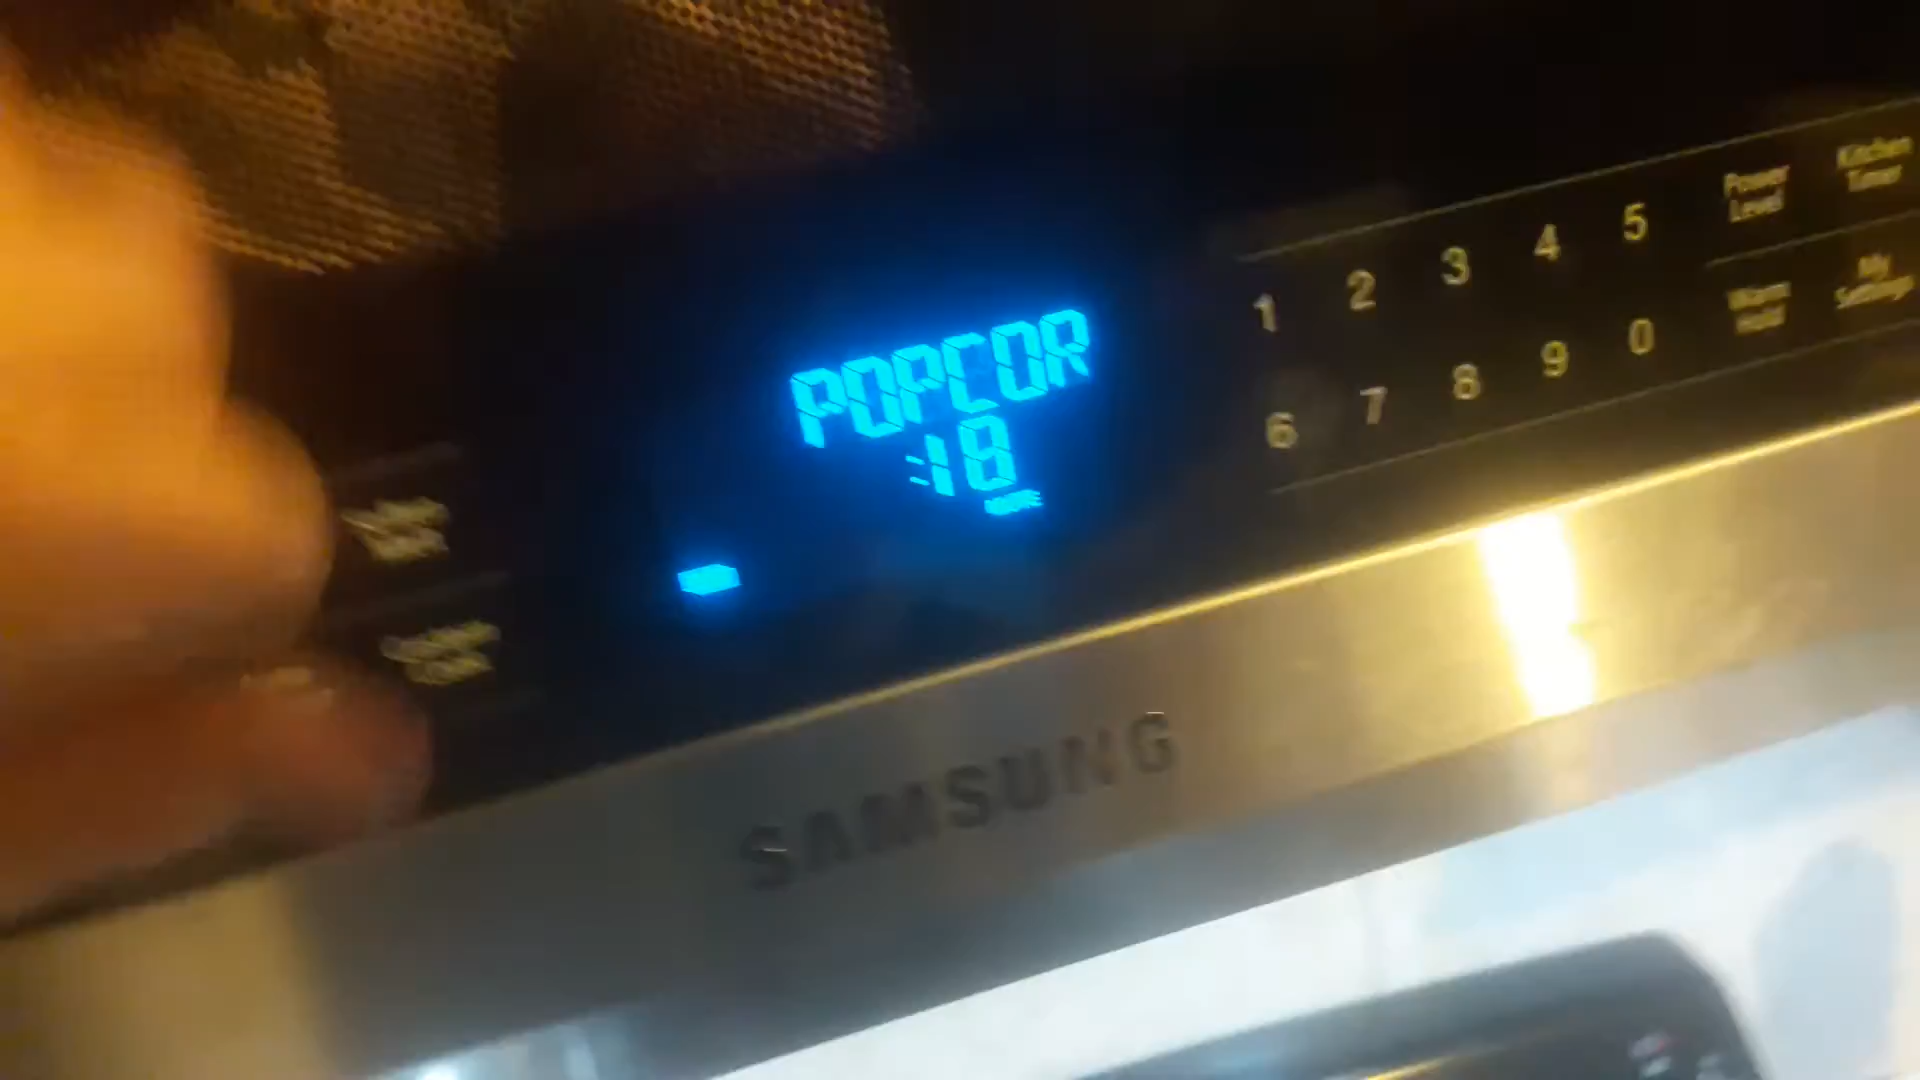 POPCOR
:18
1 2 3 4 5
6 7 8 9 0
Power
Level
Kitchen
Timer
Warm
Hold
My
Settings
SAMSUNG